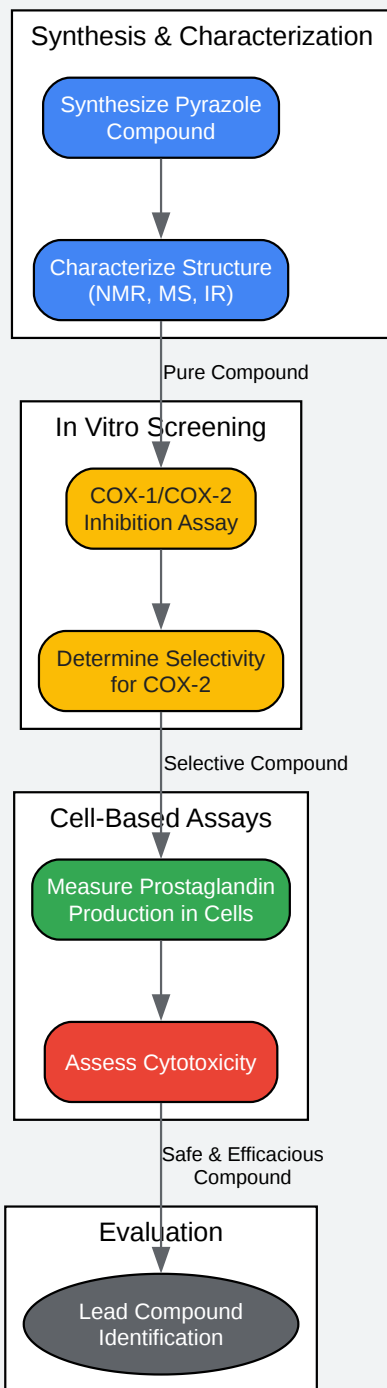 Synthesis & Characterization
Synthesize Pyrazole
Compound
Characterize Structure
(NMR, MS, IR)
Pure Compound
In Vitro Screening
COX-1/COX-2
Inhibition Assay
Determine Selectivity
for COX-2
Selective Compound
Cell-Based Assays
Measure Prostaglandin
Production in Cells
Assess Cytotoxicity
Safe & Efficacious
Compound
Evaluation
Lead Compound
Identification